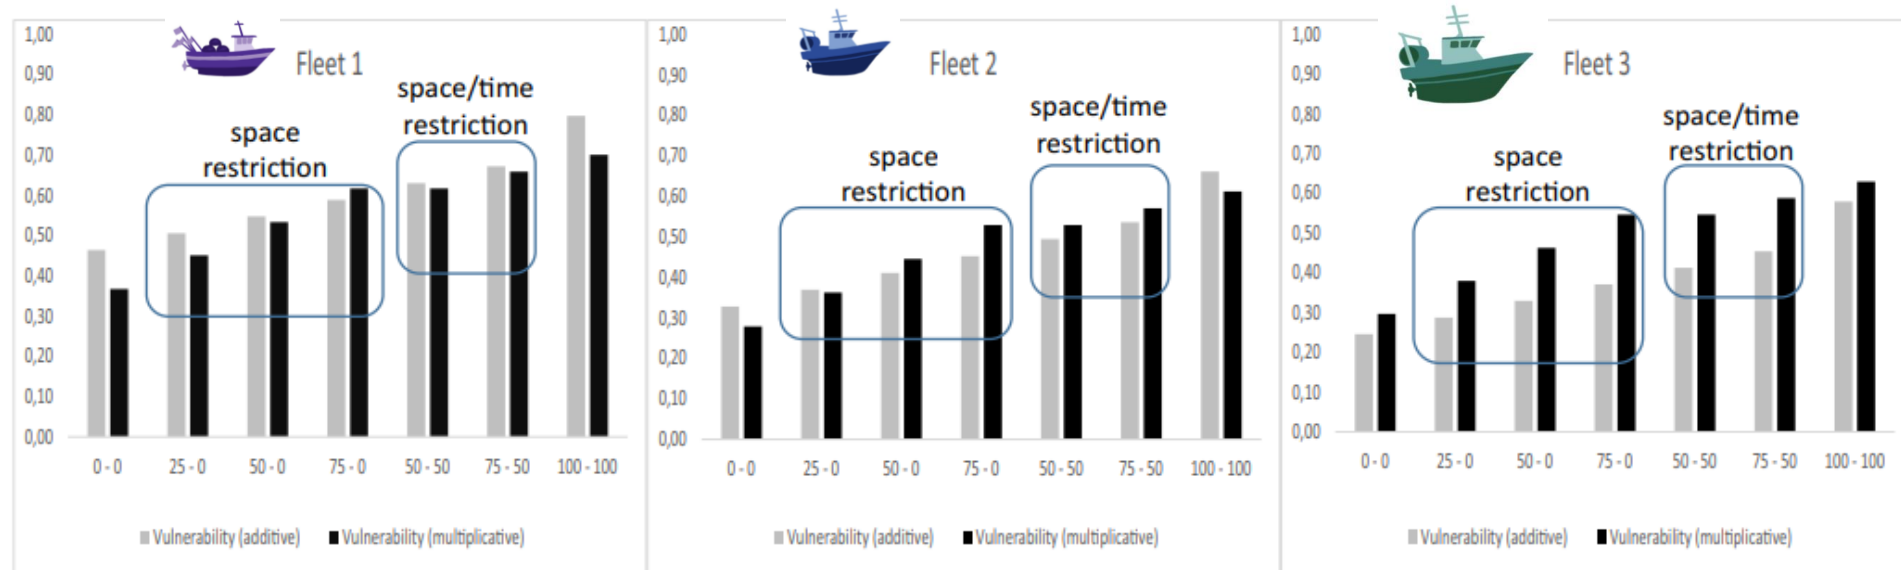 Fleet 1
space/time
restriction
space
restriction
1,00
0,90
0,80
0,70
0,60
0,50
0,40
0,30
0,20
0,10
0,00
0 - 0 25 - 0 50 - 0 75 - 0 50 - 50 75 - 50 100 - 100
Vulnerability (additive) Vulnerability (multiplicative)
Fleet 2
space/time
restriction
space
restriction
1,00
0,90
0,80
0,70
0,60
0,50
0,40
0,30
0,20
0,10
0,00
0 - 0 25 - 0 50 - 0 75 - 0 50 - 50 75 - 50 100 - 100
Vulnerability (additive) Vulnerability (multiplicative)
Fleet 3
space/time
restriction
space
restriction
1,00
0,90
0,80
0,70
0,60
0,50
0,40
0,30
0,20
0,10
0,00
0 - 0 25 - 0 50 - 0 75 - 0 50 - 50 75 - 50 100 - 100
Vulnerability (additive) Vulnerability (multiplicative)